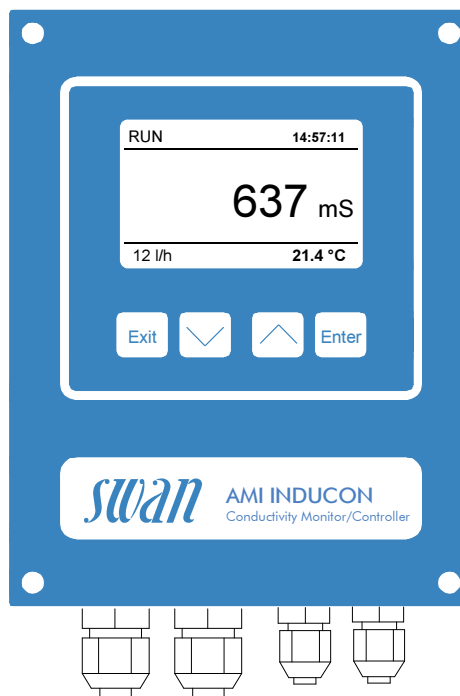 RUN 14:57:11
637 mS
12 l/h 21.4 °C
Exit Enter
swan AMI INDUCON
Conductivity Monitor/Controller